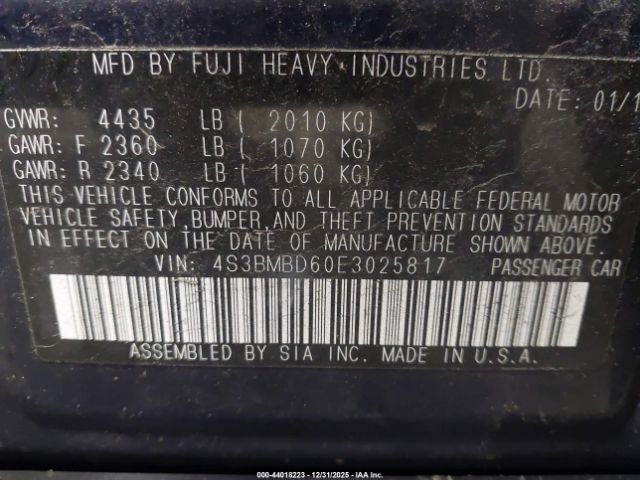 MFD BY FUJI HEAVY INDUSTRIES LTD.
DATE: 01/1
GVWR: 4435 LB ( 2010 KG)
GAWR: F 2360 LB ( 1070 KG)
GAWR: R 2340 LB ( 1060 KG)
THIS VEHICLE CONFORMS TO ALL APPLICABLE FEDERAL MOTOR
VEHICLE SAFETY, BUMPER, AND THEFT PREVENTION STANDARDS
IN EFFECT ON THE DATE OF MANUFACTURE SHOWN ABOVE.
VIN: 4S3BMBD60E3025817 PASSENGER CAR
ASSEMBLED BY SIA INC. MADE IN U.S.A.
000-44018223 - 12/31/2025 - IAAI.com